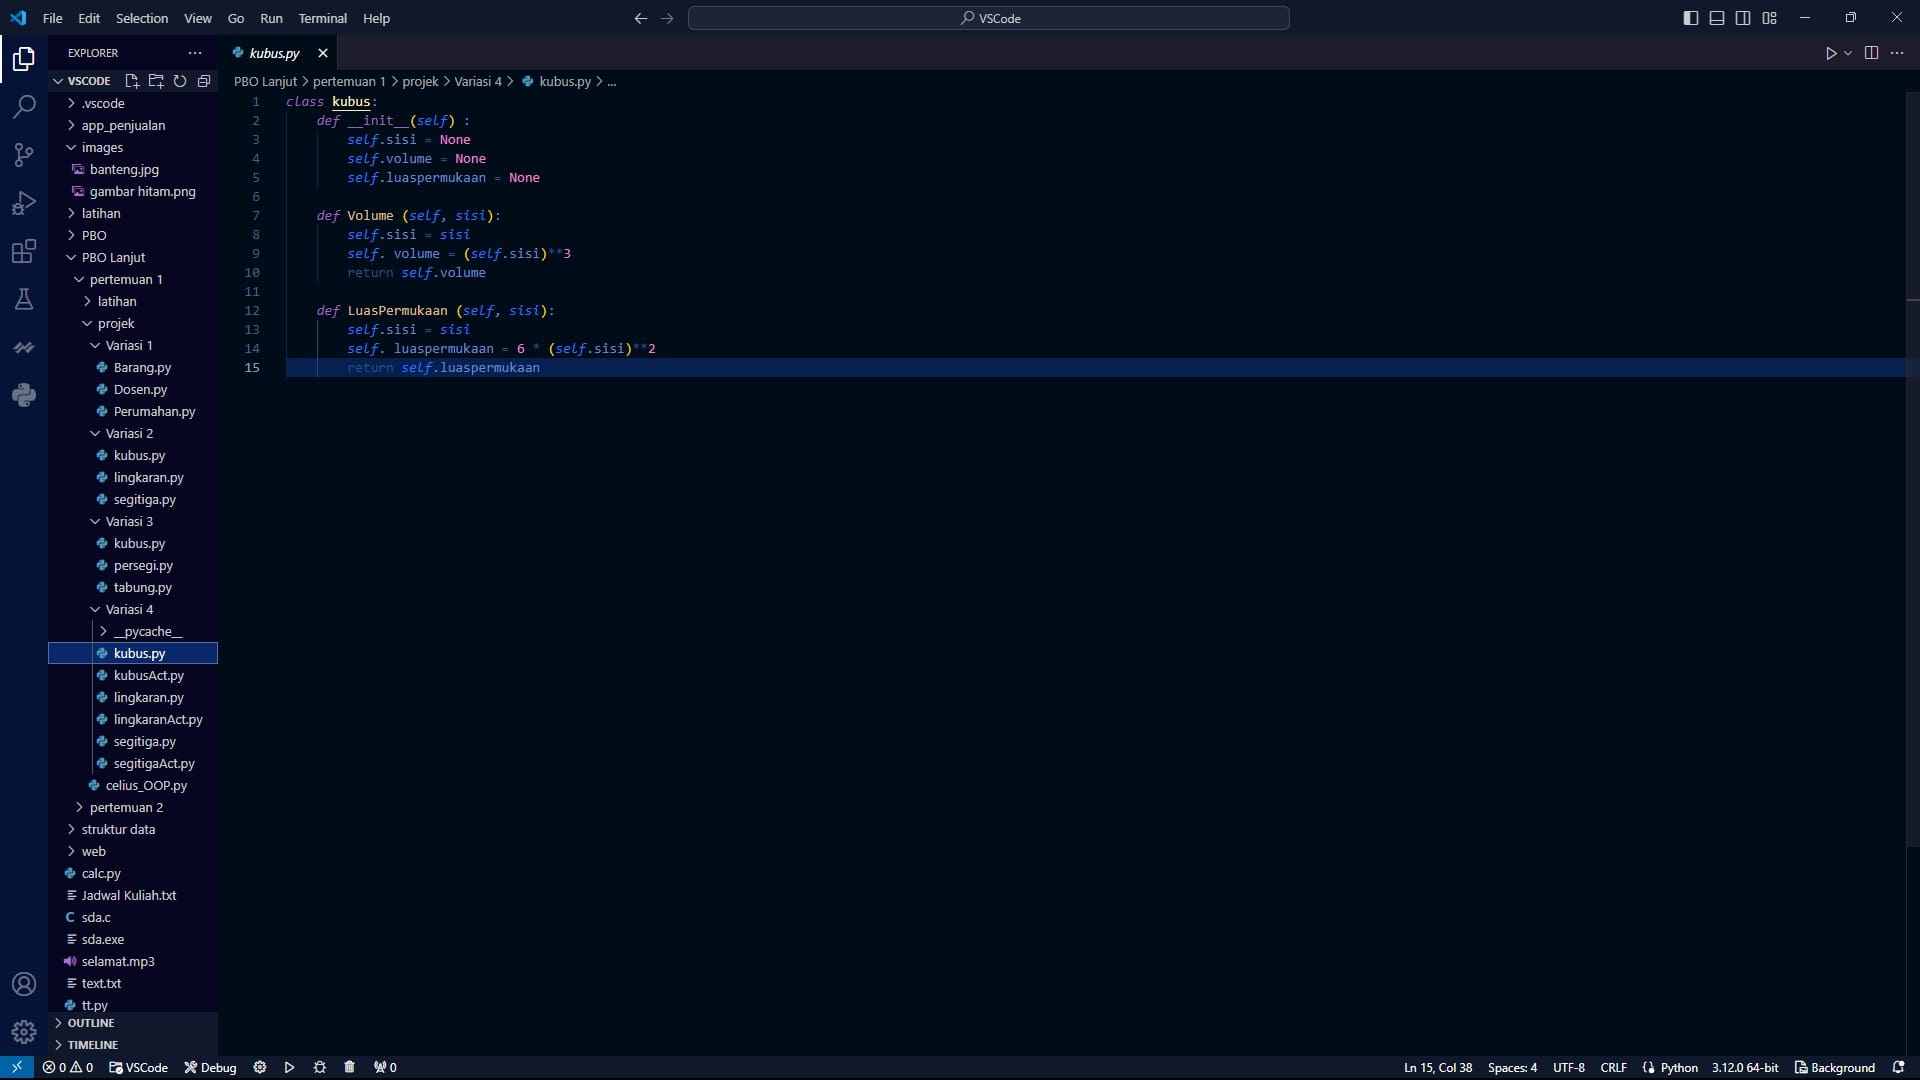 File Edit Selection View Go Run Terminal Help
VSCode
EXPLORER
VSCODE
.vscode
app_penjualan
images
banteng.jpg
gambar hitam.png
latihan
PBO
PBO Lanjut
pertemuan 1
latihan
projek
Variasi 1
Barang.py
Dosen.py
Perumahan.py
Variasi 2
kubus.py
lingkaran.py
segitiga.py
Variasi 3
kubus.py
persegi.py
tabung.py
Variasi 4
__pycache__
kubus.py
kubusAct.py
lingkaran.py
lingkaranAct.py
segitiga.py
segitigaAct.py
celius_OOP.py
pertemuan 2
struktur data
web
calc.py
Jadwal Kuliah.txt
C sda.c
sda.exe
selamat.mp3
text.txt
tt.py
OUTLINE
TIMELINE
kubus.py
PBO Lanjut > pertemuan 1 > projek > Variasi 4 > kubus.py > ...
1 class kubus:
2     def __init__(self) :
3         self.sisi = None
4         self.volume = None
5         self.luaspermukaan = None
6
7     def Volume (self, sisi):
8         self.sisi = sisi
9         self. volume = (self.sisi)**3
10         return self.volume
11
12     def LuasPermukaan (self, sisi):
13         self.sisi = sisi
14         self. luaspermukaan = 6 * (self.sisi)**2
15         return self.luaspermukaan
0 0 VSCode Debug 0
Ln 15, Col 38 Spaces: 4 UTF-8 CRLF Python 3.12.0 64-bit Background